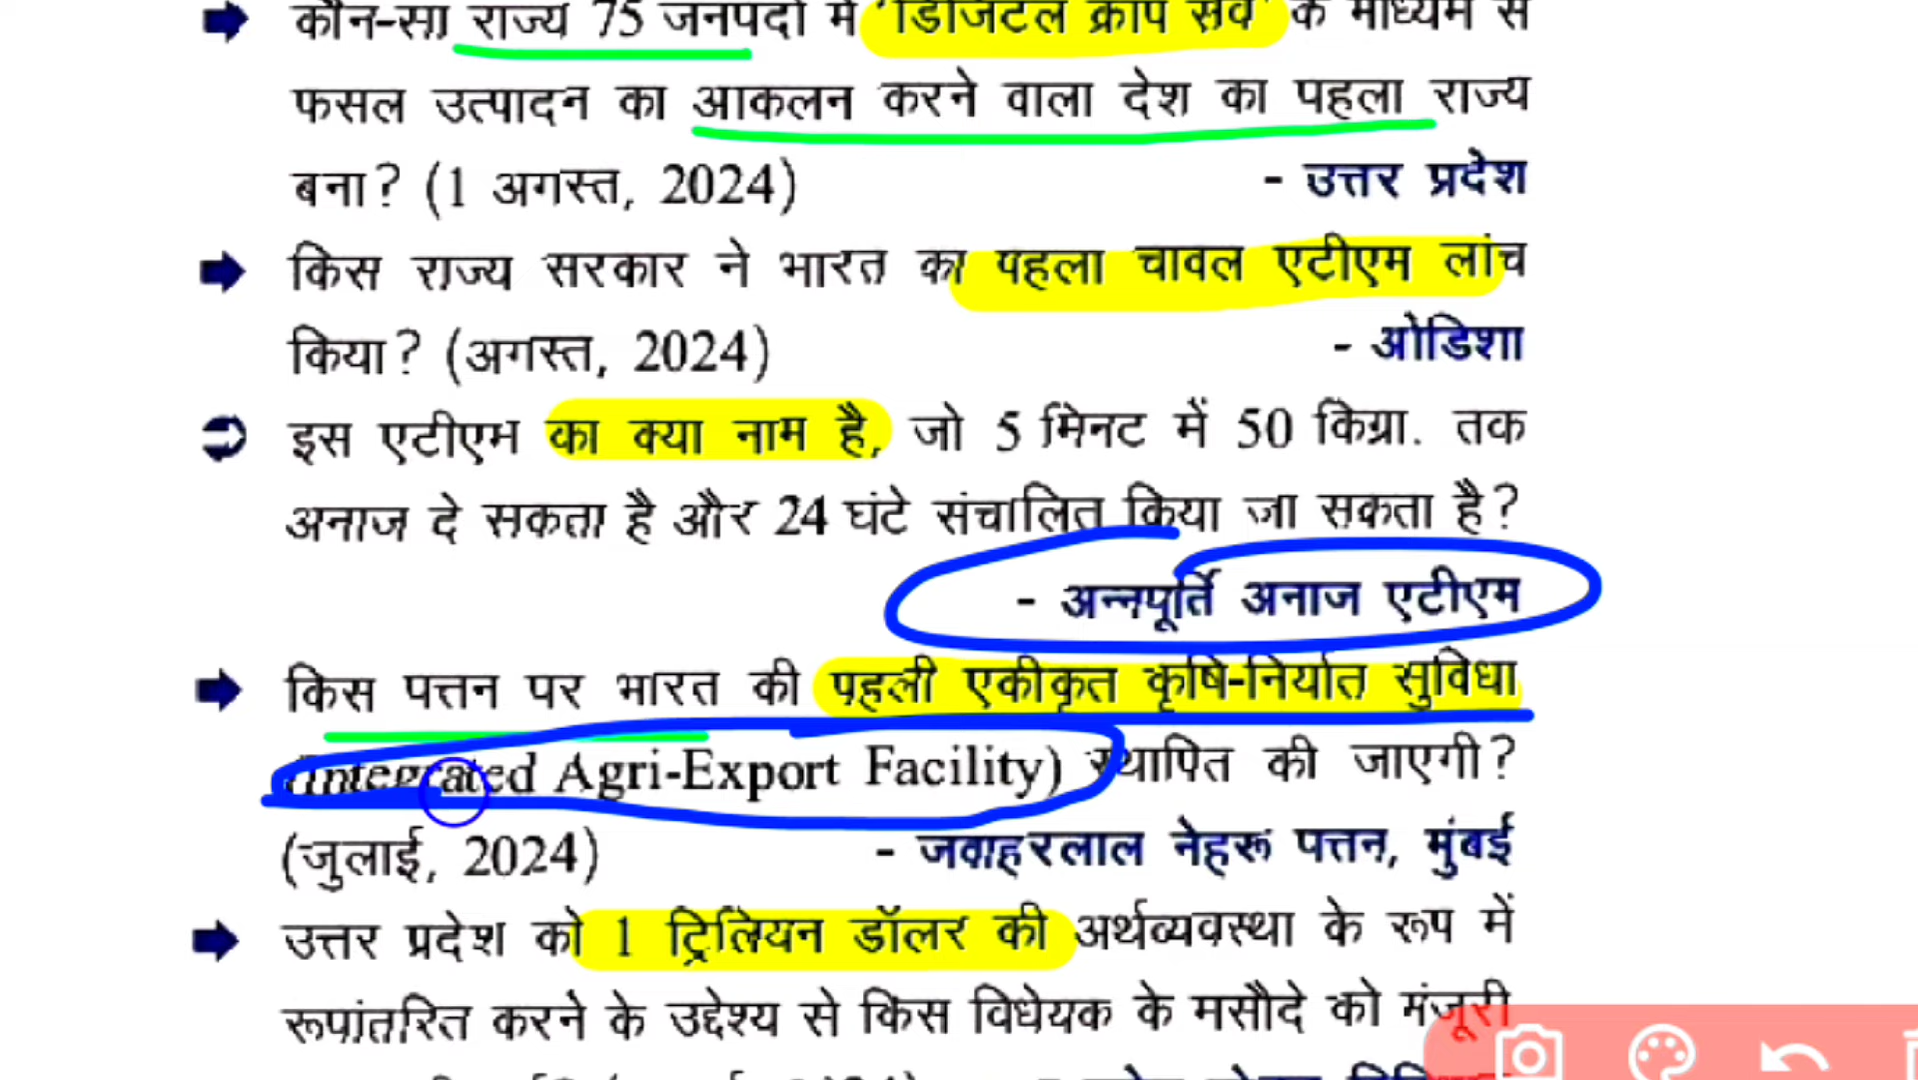 कौन-सा राज्य 75 जनपदों में 'डिजिटल क्रॉप सर्वे' के माध्यम से
फसल उत्पादन का आकलन करने वाला देश का पहला राज्य
बना? (1 अगस्त, 2024) - उत्तर प्रदेश
किस राज्य सरकार ने भारत का पहला चावल एटीएम लांच
किया? (अगस्त, 2024) - ओडिशा
इस एटीएम का क्या नाम है, जो 5 मिनट में 50 किग्रा. तक
अनाज दे सकता है और 24 घंटे संचालित किया जा सकता है?
- अन्नपूर्ति अनाज एटीएम
किस पत्तन पर भारत की पहली एकीकृत कृषि-निर्यात सुविधा
(Integrated Agri-Export Facility) स्थापित की जाएगी?
(जुलाई, 2024) - जवाहरलाल नेहरू पत्तन, मुंबई
उत्तर प्रदेश को 1 ट्रिलियन डॉलर की अर्थव्यवस्था के रूप में
रूपांतरित करने के उद्देश्य से किस विधेयक के मसौदे को मंजूरी